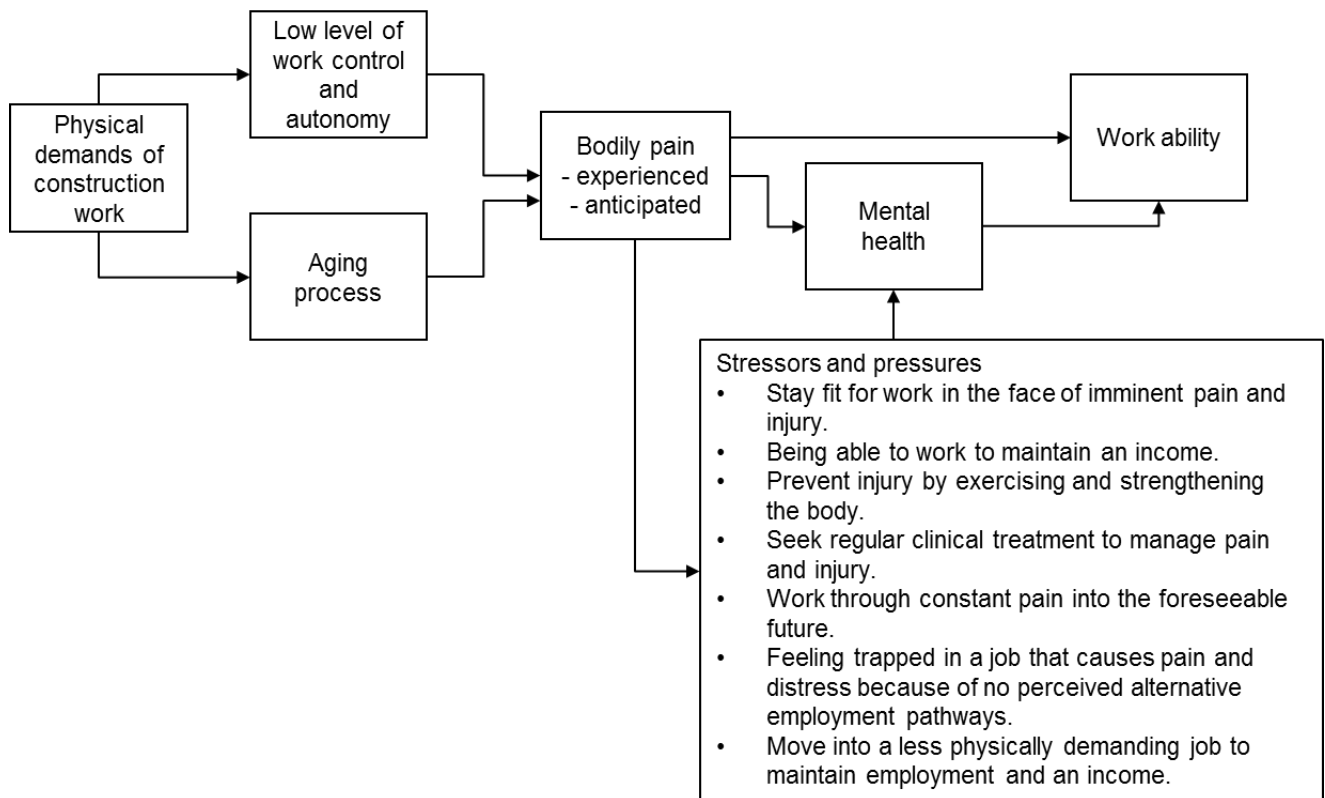 Low level of
work control
and
autonomy
Physical
demands of
construction
work
Aging
process
Bodily pain
- experienced
- anticipated
Work ability
Mental
health
Stressors and pressures
• Stay fit for work in the face of imminent pain and
injury.
• Being able to work to maintain an income.
• Prevent injury by exercising and strengthening
the body.
• Seek regular clinical treatment to manage pain
and injury.
• Work through constant pain into the foreseeable
future.
• Feeling trapped in a job that causes pain and
distress because of no perceived alternative
employment pathways.
• Move into a less physically demanding job to
maintain employment and an income.